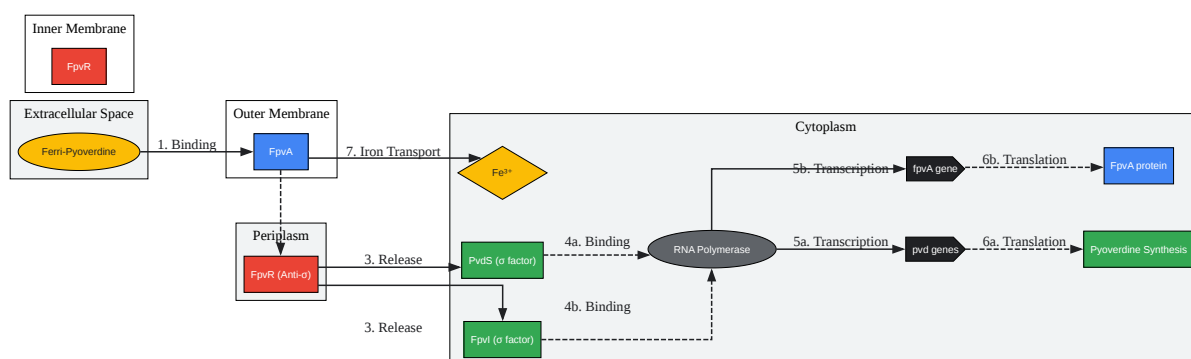 Inner Membrane
FpvR
Extracellular Space
Ferri-Pyoverdine
1. Binding
Outer Membrane
FpvA
7. Iron Transport
Periplasm
FpvR (Anti-σ)
3. Release
3. Release
Cytoplasm
Fe³⁺
PvdS (σ factor)
4a. Binding
FpvI (σ factor)
4b. Binding
RNA Polymerase
5b. Transcription
fpvA gene
6b. Translation
FpvA protein
5a. Transcription
pvd genes
6a. Translation
Pyoverdine Synthesis